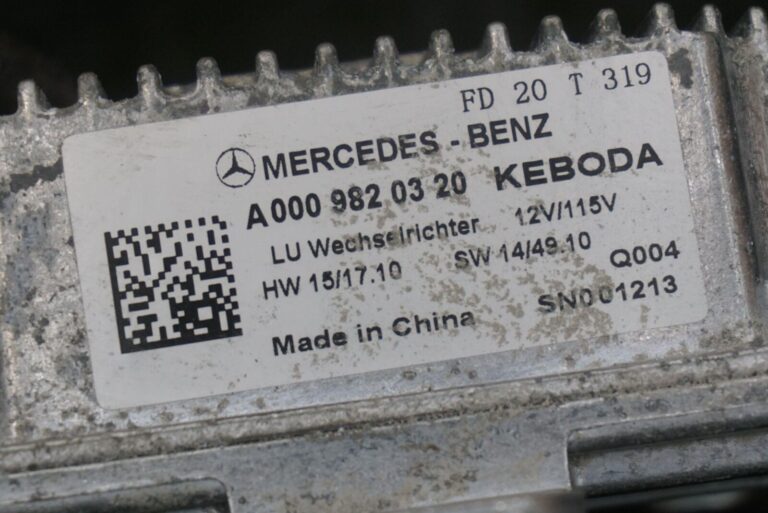 FD 20 T 319
MERCEDES - BENZ
A000 982 03 20 KEBODA
LU Wechselrichter 12V/115V
HW 15/17.10 SW 14/49.10
Q004
Made in China SN001213